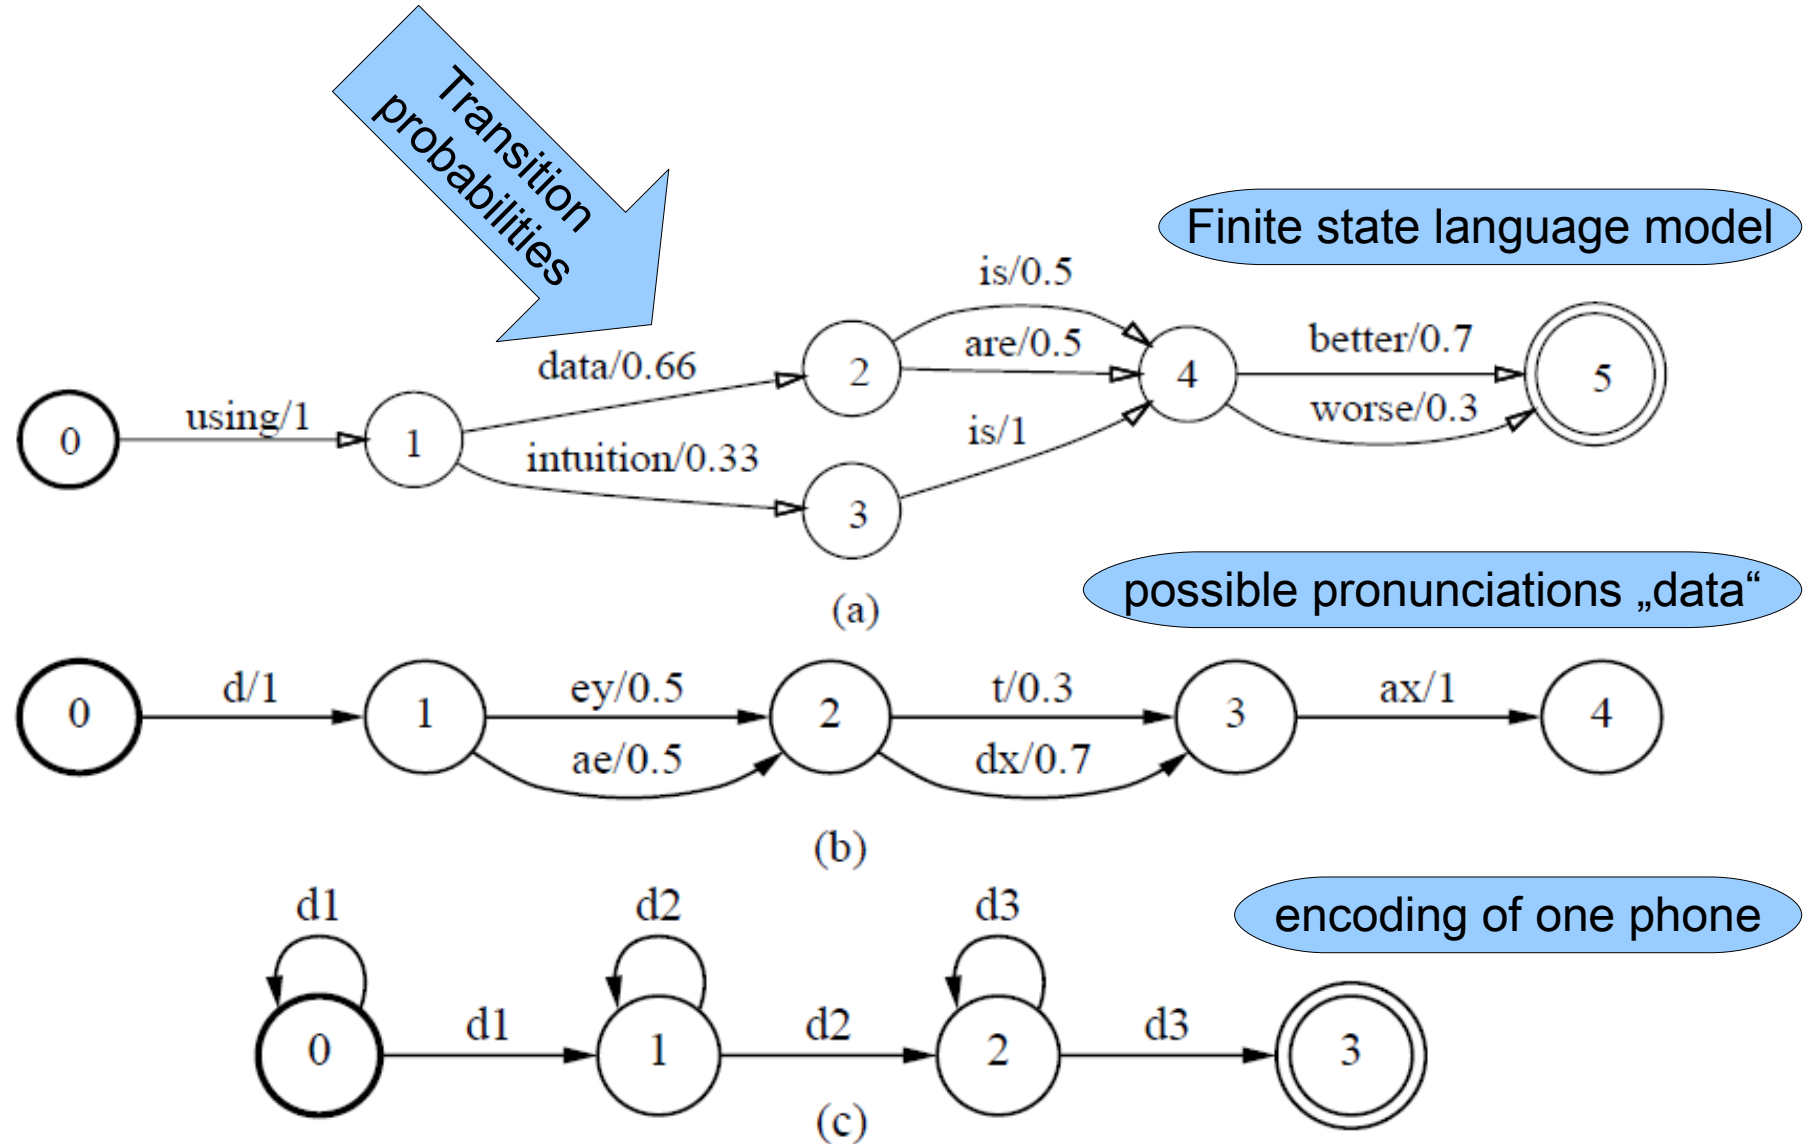 Transition
probabilities
Finite state language model
is/0.5
are/0.5
better/0.7
data/0.66
2
4
5
using/1
worse/0.3
0
1
is/1
intuition/0.33
3
(a)
possible pronunciations „data“
d/1
ey/0.5
t/0.3
ax/1
0
1
2
3
4
ae/0.5
dx/0.7
(b)
encoding of one phone
d1
d2
d3
d1
d2
d3
0
1
2
3
(c)